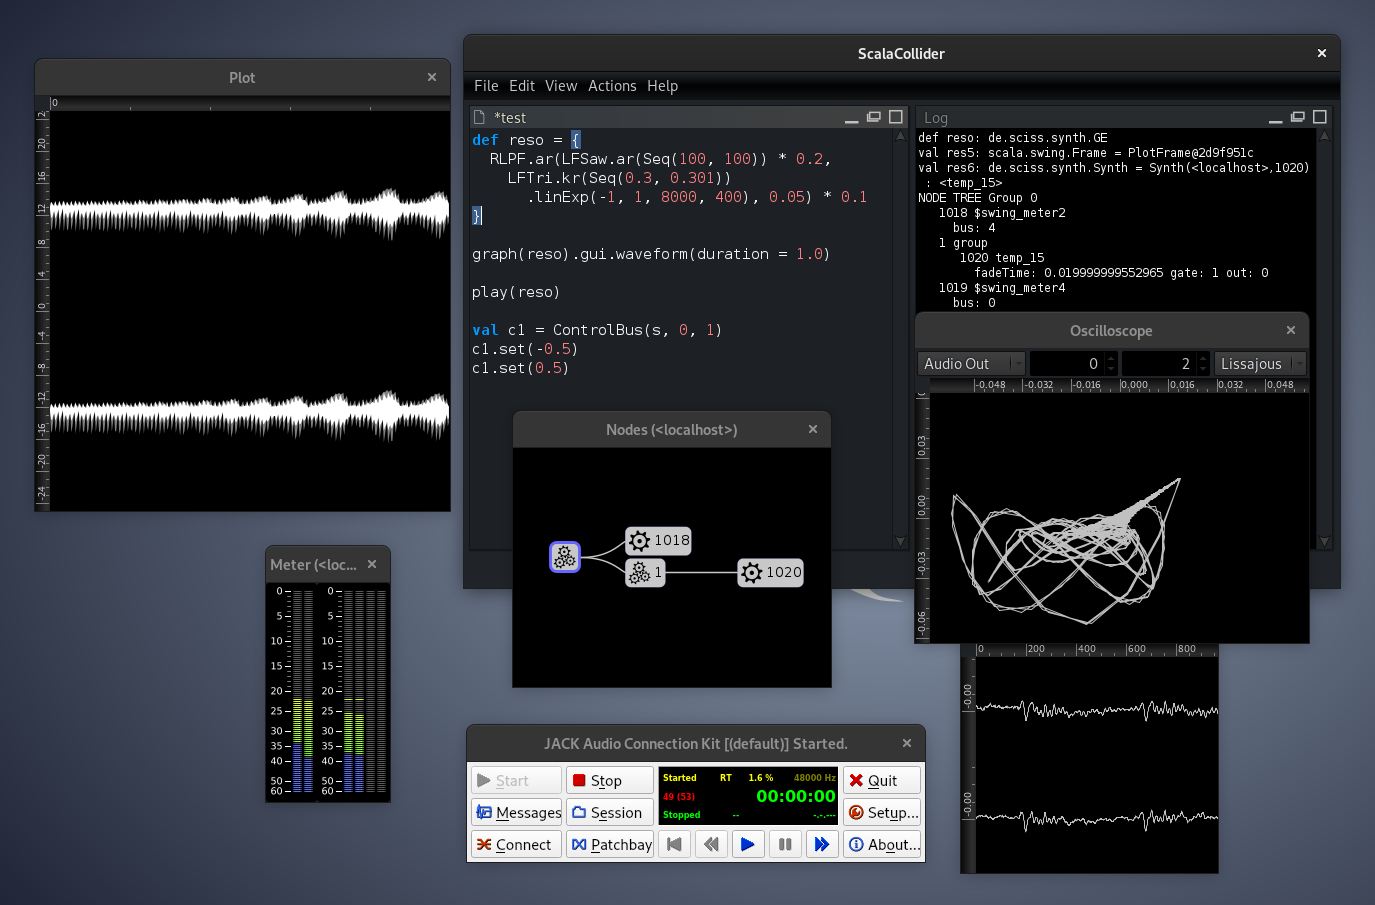 Plot
0
2
20
16
12
8
4
0
-4
-8
-12
-16
-20
-24
ScalaCollider
File Edit View Actions Help
*test
def reso = {
  RLPF.ar(LFSaw.ar(Seq(100, 100)) * 0.2,
    LFTri.kr(Seq(0.3, 0.301))
      .linExp(-1, 1, 8000, 400), 0.05) * 0.1
}
graph(reso).gui.waveform(duration = 1.0)
play(reso)
val c1 = ControlBus(s, 0, 1)
c1.set(-0.5)
c1.set(0.5)
Log
def reso: de.sciss.synth.GE
val res5: scala.swing.Frame = PlotFrame@2d9f951c
val res6: de.sciss.synth.Synth = Synth(<localhost>,1020)
 : <temp_15>
NODE TREE Group 0
   1018 $swing_meter2
     bus: 4
   1 group
      1020 temp_15
        fadeTime: 0.019999999552965 gate: 1 out: 0
   1019 $swing_meter4
     bus: 0
Oscilloscope
Audio Out 0 2 Lissajous
-0.048 -0.032 -0.016 0.000 0.016 0.032 0.048
0.03
0.00
-0.03
-0.06
Nodes (<localhost>)
1018
1 1020
Meter (<loc...
0 0
5 5
10 10
15 15
20 20
25 25
30 30
35 35
40 40
50 50
60 60
JACK Audio Connection Kit [(default)] Started.
Start Stop Started RT 1.6 % 48000 Hz Quit
49 (53) 00:00:00
Messages Session Stopped -- -.-.--- Setup...
Connect Patchbay About...
0 200 400 600 800
-0.00
-0.00